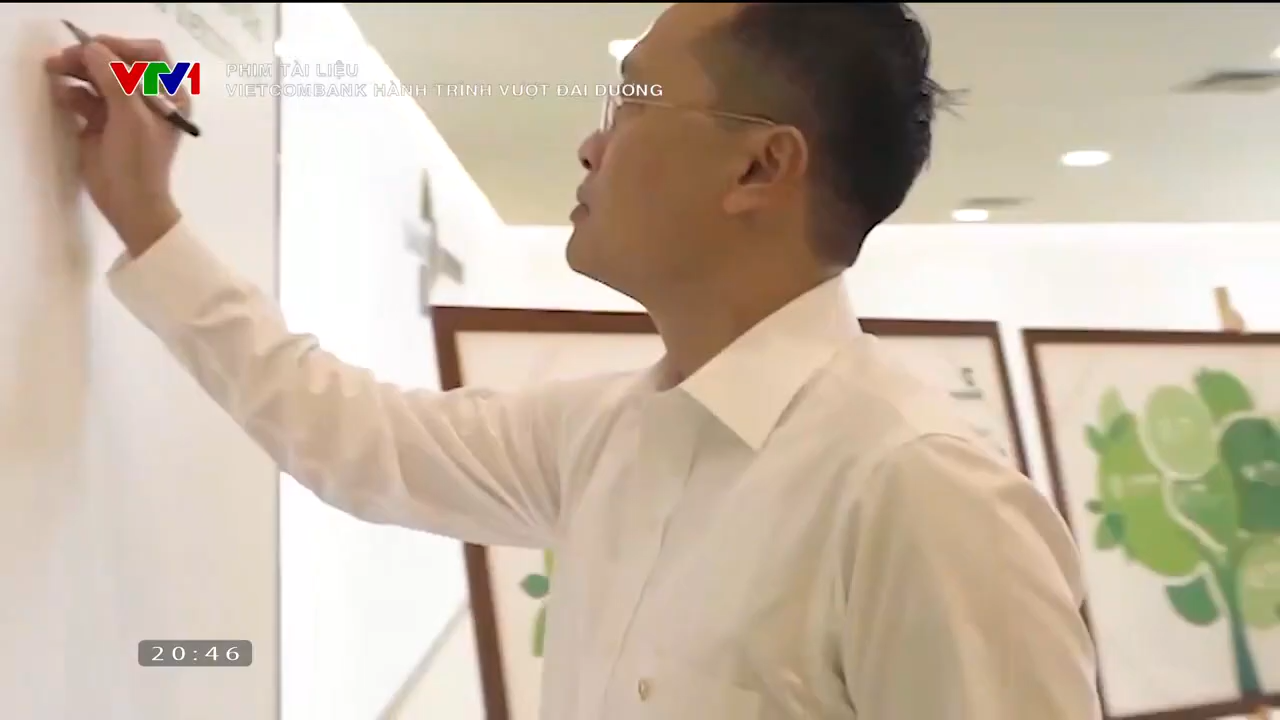 VTV1
PHIM TÀI LIỆU
VIETCOMBANK HÀNH TRÌNH VƯỢT ĐẠI DƯƠNG
20:46